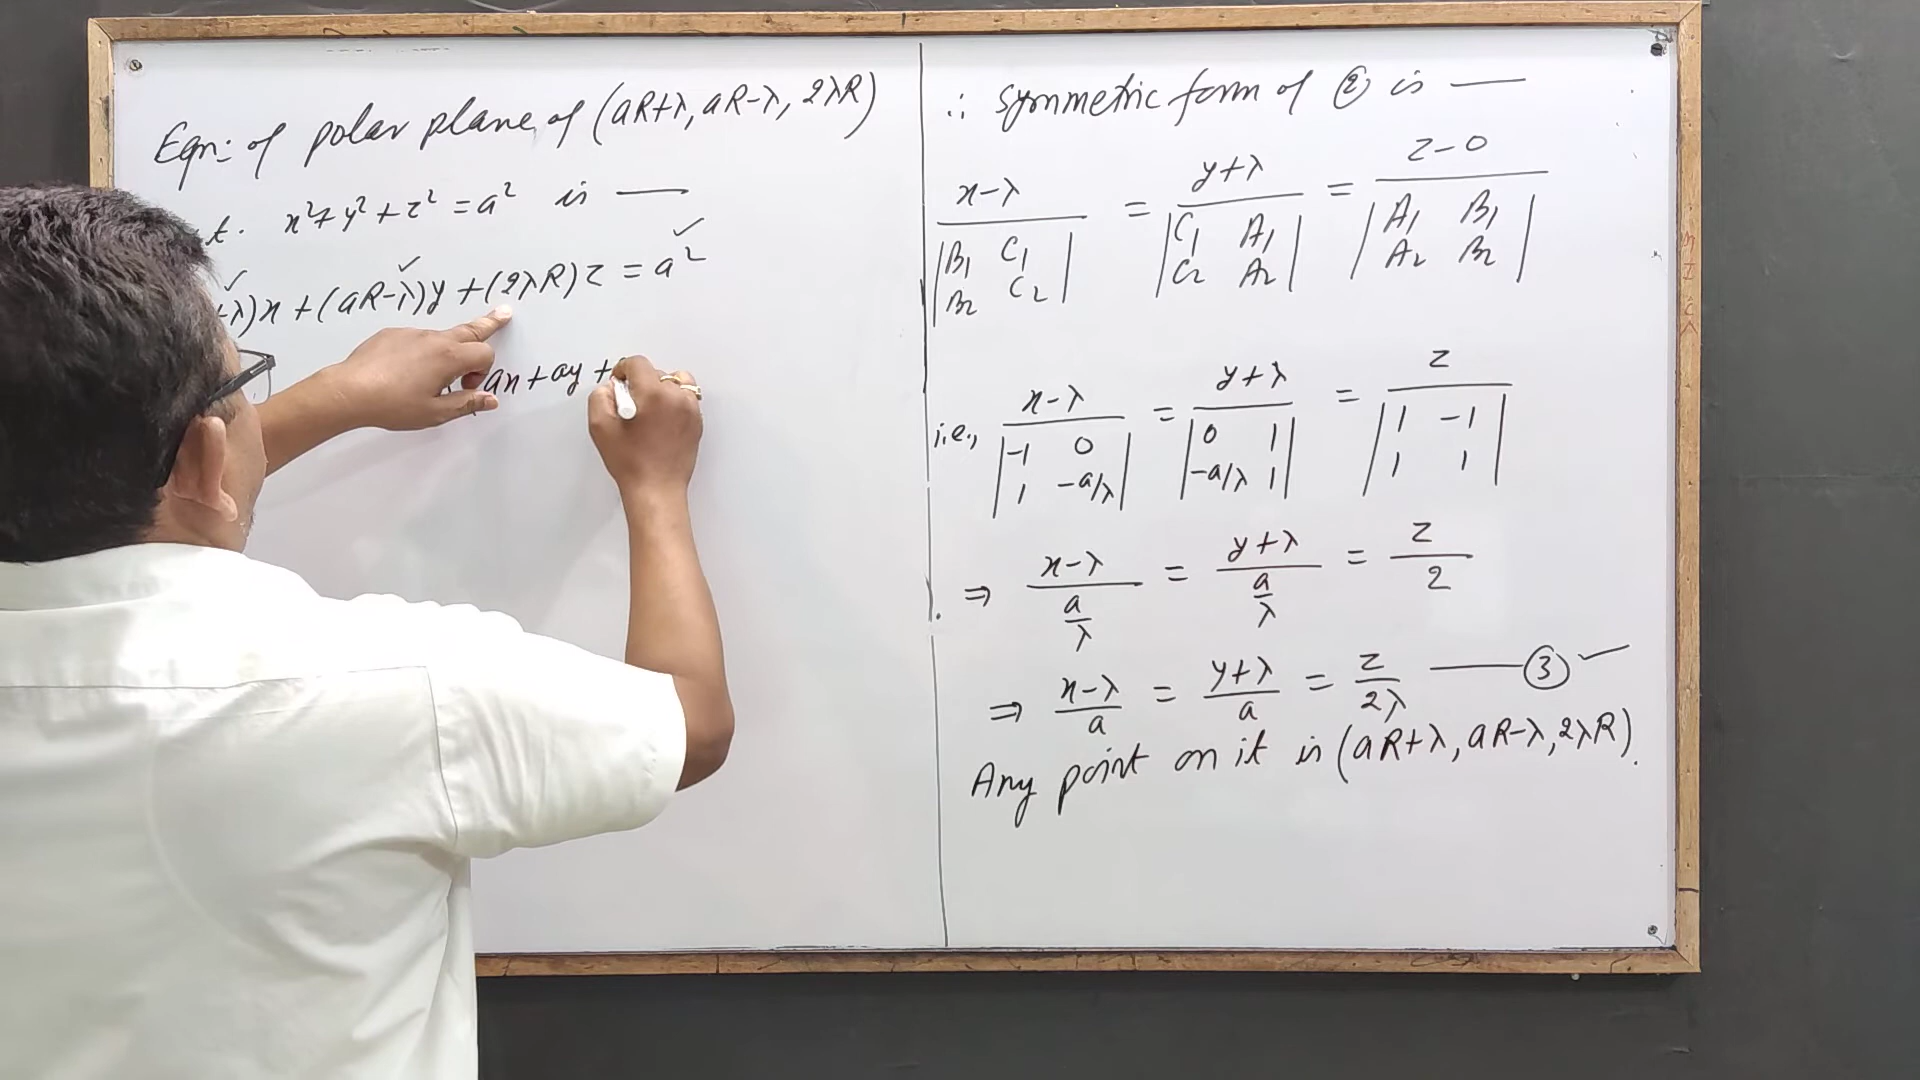 Eqn: of polar plane of (aR+λ, aR-λ, 2λR)
t. x²+y²+z² = a² is —
+λ)x + (aR-λ)y + (2λR)z = a² ✓
ax + ay +
∴ symmetric form of ② is —
x-λ / |B₁ C₁ B₂ C₂| = y+λ / |C₁ A₁ C₂ A₂| = z-0 / |A₁ B₁ A₂ B₂|
i.e., x-λ / |-1 0 1 -a/λ| = y+λ / |0 1 -a/λ 1| = z / |1 -1 1 1|
⇒ x-λ / a/λ = y+λ / a/λ = z / 2
⇒ x-λ / a = y+λ / a = z / 2λ — ③ ✓
Any point on it is (aR+λ, aR-λ, 2λR).